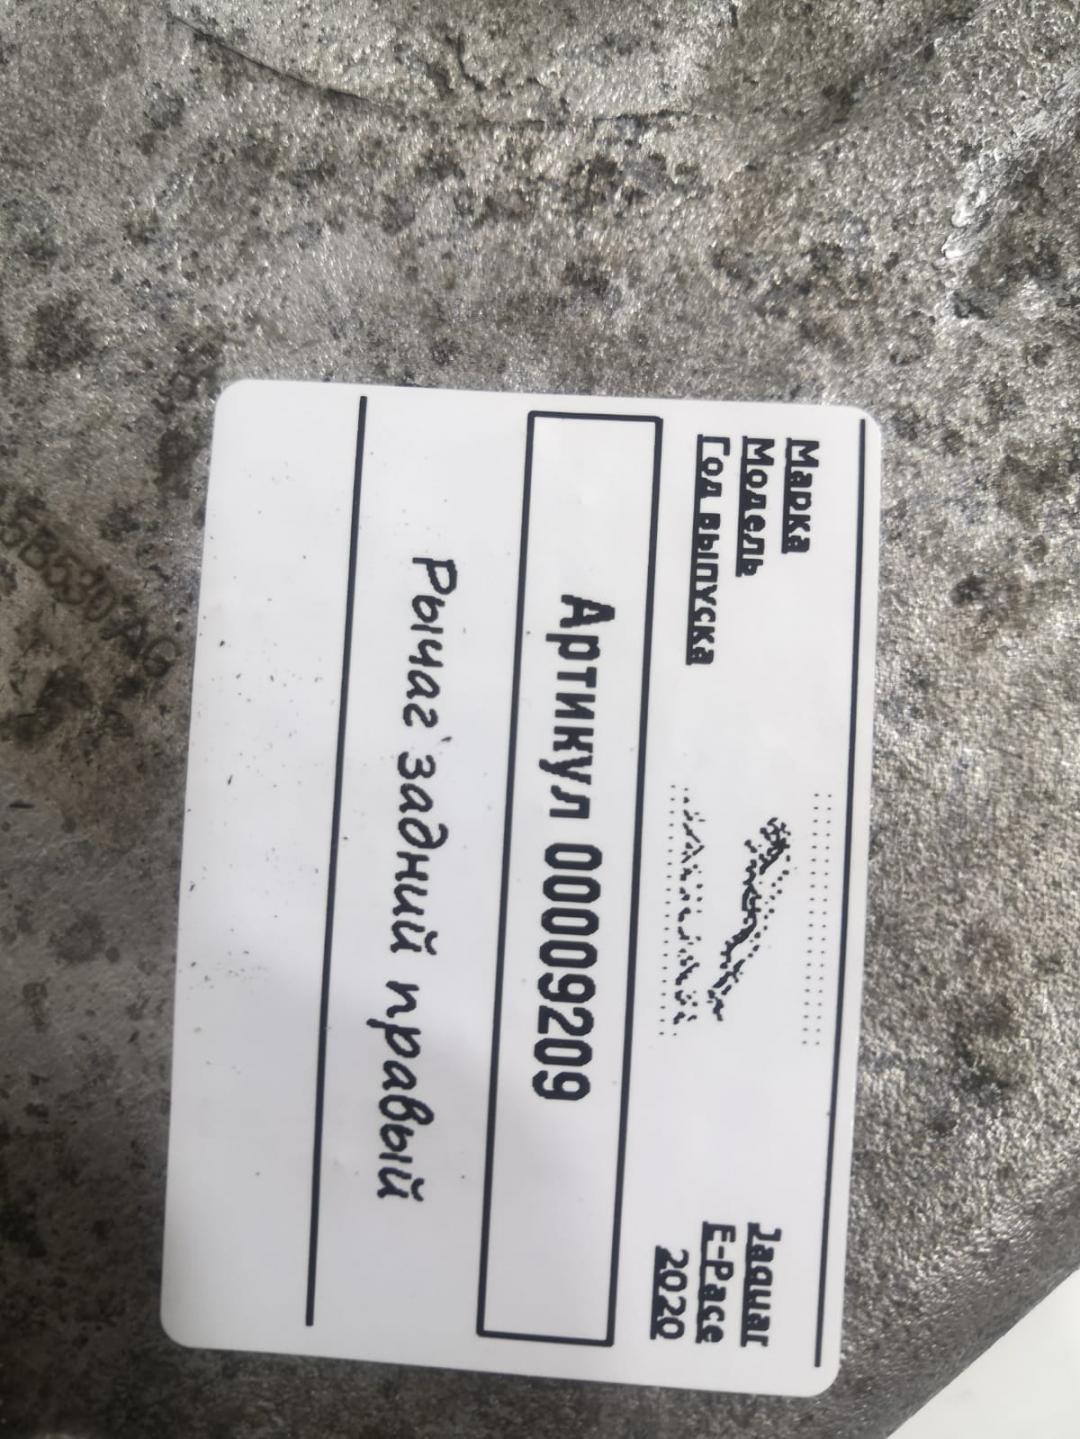 Марка Jaguar
Модель E-Pace
Год выпуска 2020
Артикул 00009209
Рычаг задний правый